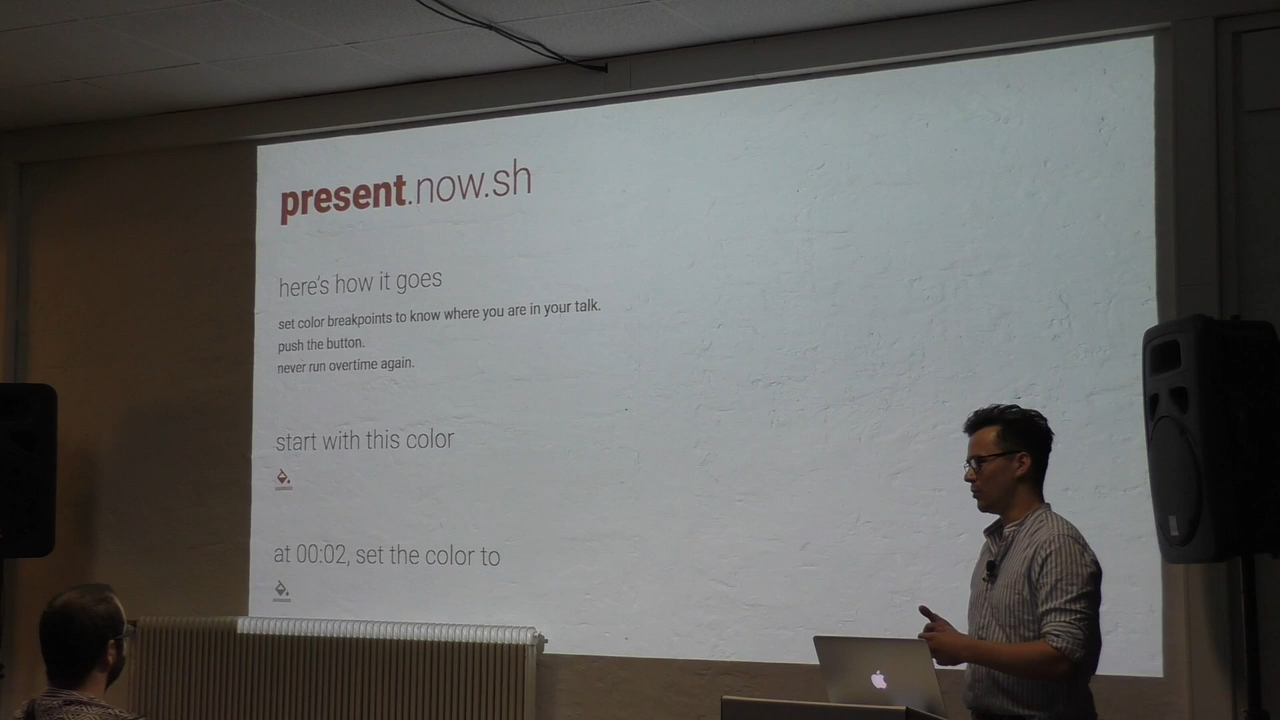 present.now.sh
here's how it goes
set color breakpoints to know where you are in your talk.
push the button.
never run overtime again.
start with this color
at 00:02, set the color to